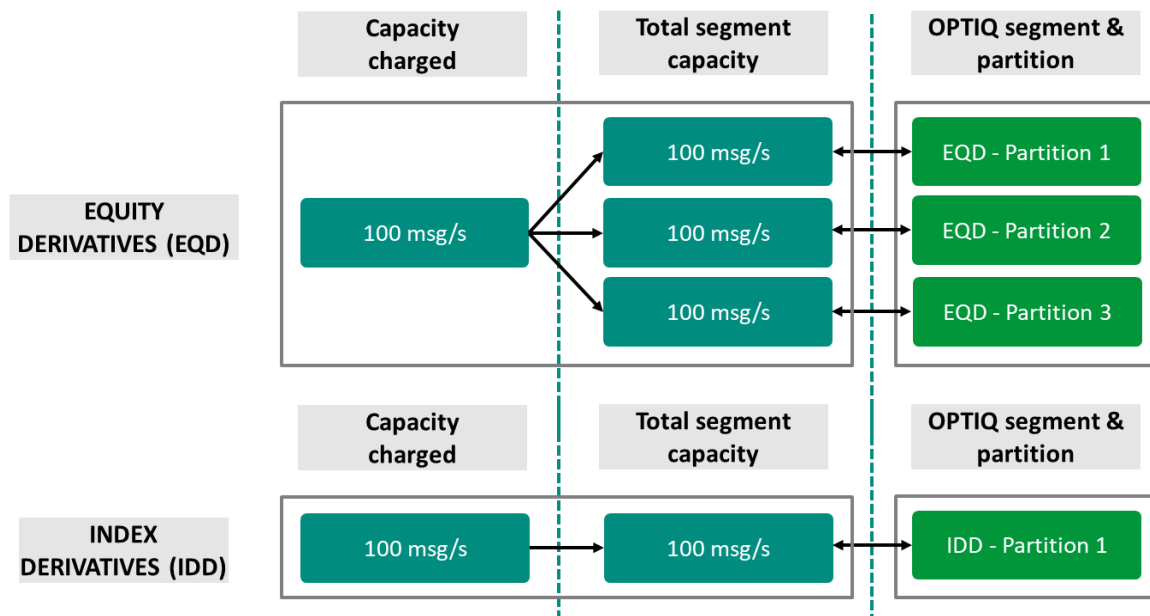 Capacity
charged
Total segment
capacity
OPTIQ segment &
partition
EQUITY
DERIVATIVES (EQD)
100 msg/s
100 msg/s
EQD - Partition 1
100 msg/s
EQD - Partition 2
100 msg/s
EQD - Partition 3
Capacity
charged
Total segment
capacity
OPTIQ segment &
partition
INDEX
DERIVATIVES (IDD)
100 msg/s
100 msg/s
IDD - Partition 1